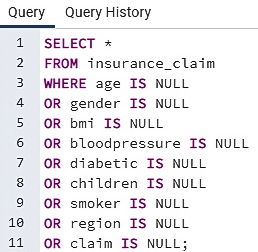 Query Query History
1 SELECT *
2 FROM insurance_claim
3 WHERE age IS NULL
4 OR gender IS NULL
5 OR bmi IS NULL
6 OR bloodpressure IS NULL
7 OR diabetic IS NULL
8 OR children IS NULL
9 OR smoker IS NULL
10 OR region IS NULL
11 OR claim IS NULL;